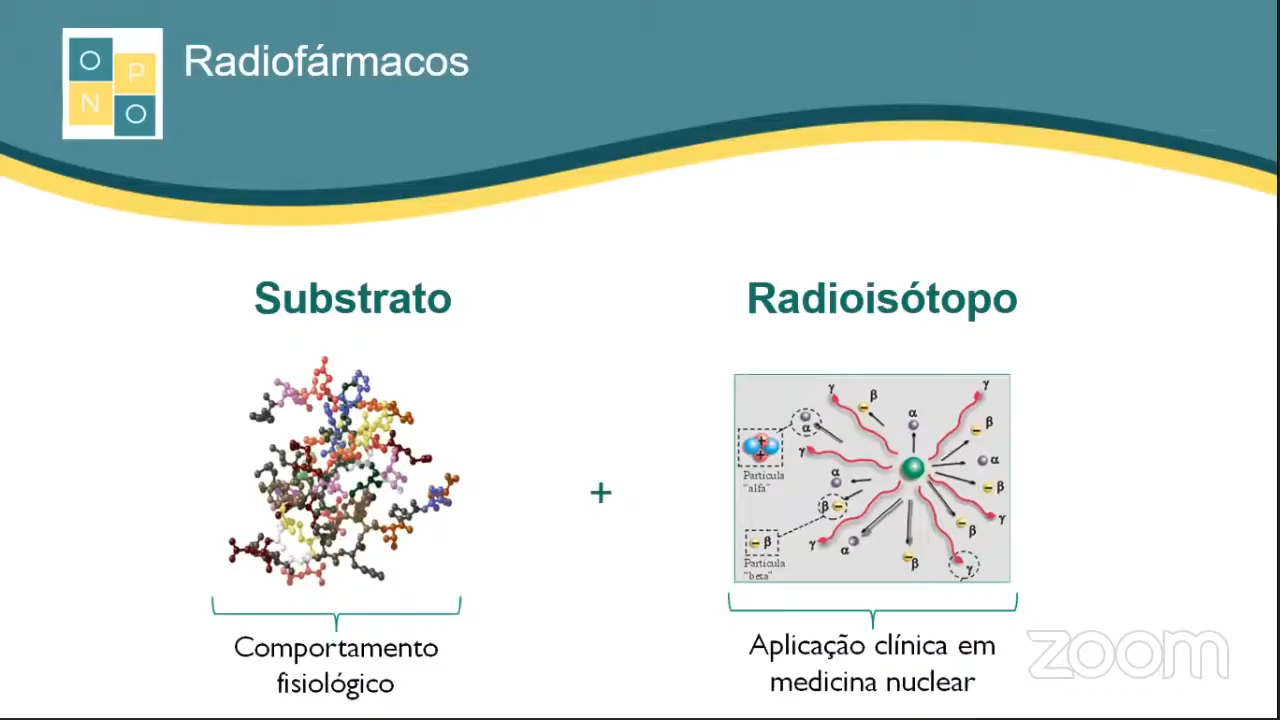 O
P
N
O
Radiofármacos
Substrato
Radioisótopo
+
γ
β
α
γ
β
α
γ
α
β
α
β
γ
β
γ
α
β
γ
+
+
Partícula
"alfa"
β
Partícula
"beta"
Comportamento
fisiológico
Aplicação clínica em
medicina nuclear
zoom